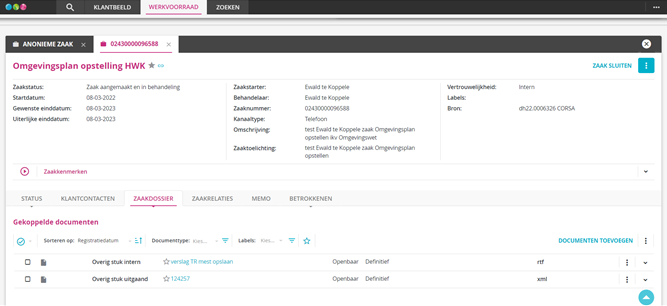 KLANTBEELD WERKVOORRAAD ZOEKEN
ANONIEME ZAAK × 02430000096588 ×
Omgevingsplan opstelling HWK ZAAK SLUITEN
Zaakstatus: Zaak aangemaakt en in behandeling Zaakstarter: Ewald te Koppele Vertrouwelijkheid: Intern
Startdatum: 08-03-2022 Behandelaar: Ewald te Koppele Labels:
Gewenste einddatum: 08-03-2023 Zaaknummer: 02430000096588 Bron: dh22,0006326 CORSA
Uiterlijke einddatum: 08-03-2023 Kanaaltype: Telefoon
Omschrijving: test Ewald te Koppele zaak Omgevingsplan
opstellen ikv Omgevingswet
Zaaktoelichting: test Ewald te Koppele zaak Omgevingsplan
opstellen
Zaakkenmerken
STATUS KLANTCONTACTEN ZAAKDOSSIER ZAAKRELATIES MEMO BETROKKENEN
Gekoppelde documenten
Sorteren op: Registratiedatum Documenttype: Kies... Labels: Kies... DOCUMENTEN TOEVOEGEN
Overig stuk intern verslag TR mest opslaan Openbaar Definitief rtf
Overig stuk uitgaand 124257 Openbaar Definitief xml